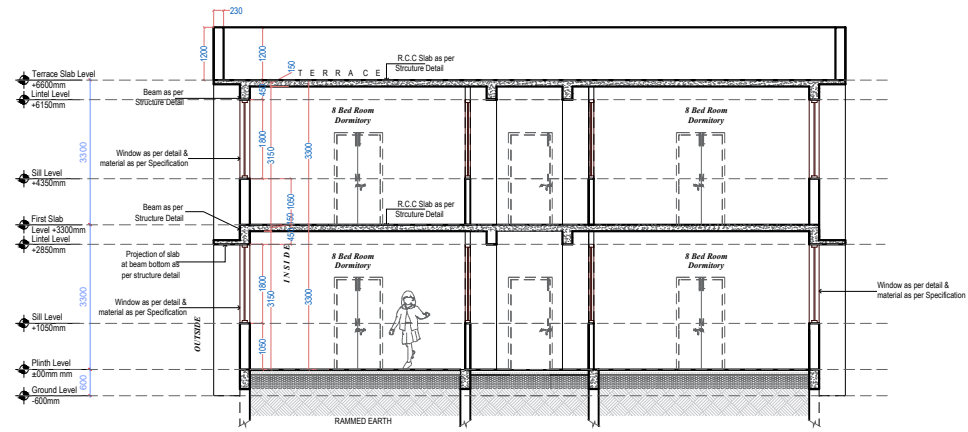 230
1200
1200
150
T E R R A C E
R.C.C Slab as per
Strcuture Detail
Terrace Slab Level
+6600mm
Lintel Level
+6150mm
Beam as per
Structure Detail
450
8 Bed Room
Dormitory
8 Bed Room
Dormitory
3300
1800
3150
3300
Window as per detail &
material as per Specification
Sill Level
+4350mm
1050
Beam as per
Structure Detail
R.C.C Slab as per
Strcuture Detail
First Slab
Level +3300mm
Lintel Level
+2850mm
150
450
Projection of slab
at beam bottom as
per structure detail
INSIDE
8 Bed Room
Dormitory
8 Bed Room
Dormitory
3300
1800
3150
3300
Window as per detail &
material as per Specification
Window as per detail &
material as per Specification
Sill Level
+1050mm
OUTSIDE
1050
Plinth Level
±00mm mm
600
Ground Level
-600mm
RAMMED EARTH